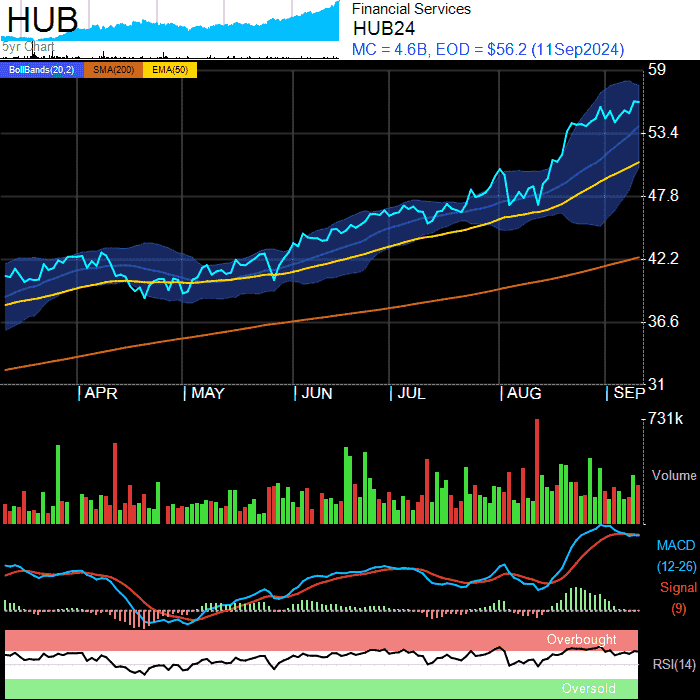 HUB
5yr Chart
Financial Services
HUB24
MC = 4.6B, EOD = $56.2 (11Sep2024)
BollBands(20,2) SMA(200) EMA(50)
59
53.4
47.8
42.2
36.6
31
APR MAY JUN JUL AUG SEP
731k
Volume
MACD
(12-26)
Signal
(9)
Overbought
RSI(14)
Oversold